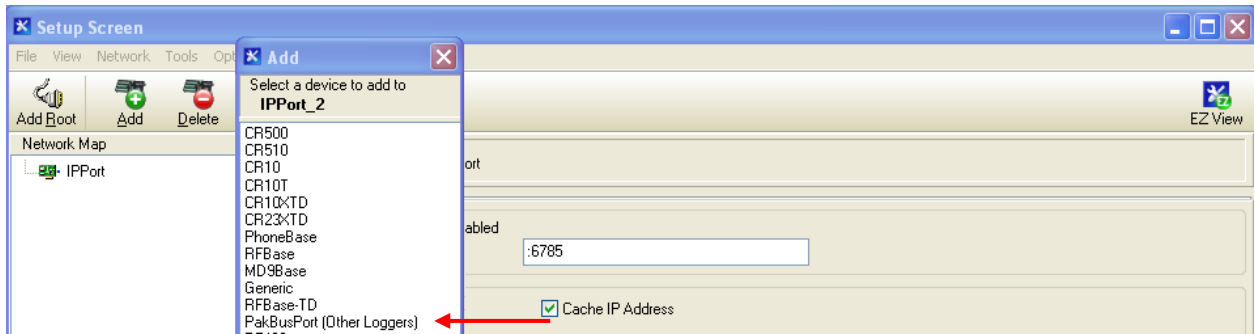 Setup Screen
File View Network Tools
Add Root Add Delete
EZ View
Network Map
IPPort
Add
Select a device to add to
IPPort_2
CR500
CR510
CR10
CR10T
CR10XTD
CR23XTD
PhoneBase
RFBase
MD9Base
Generic
RFBase-TD
PakBusPort (Other Loggers)
ort
abled
:6785
Cache IP Address